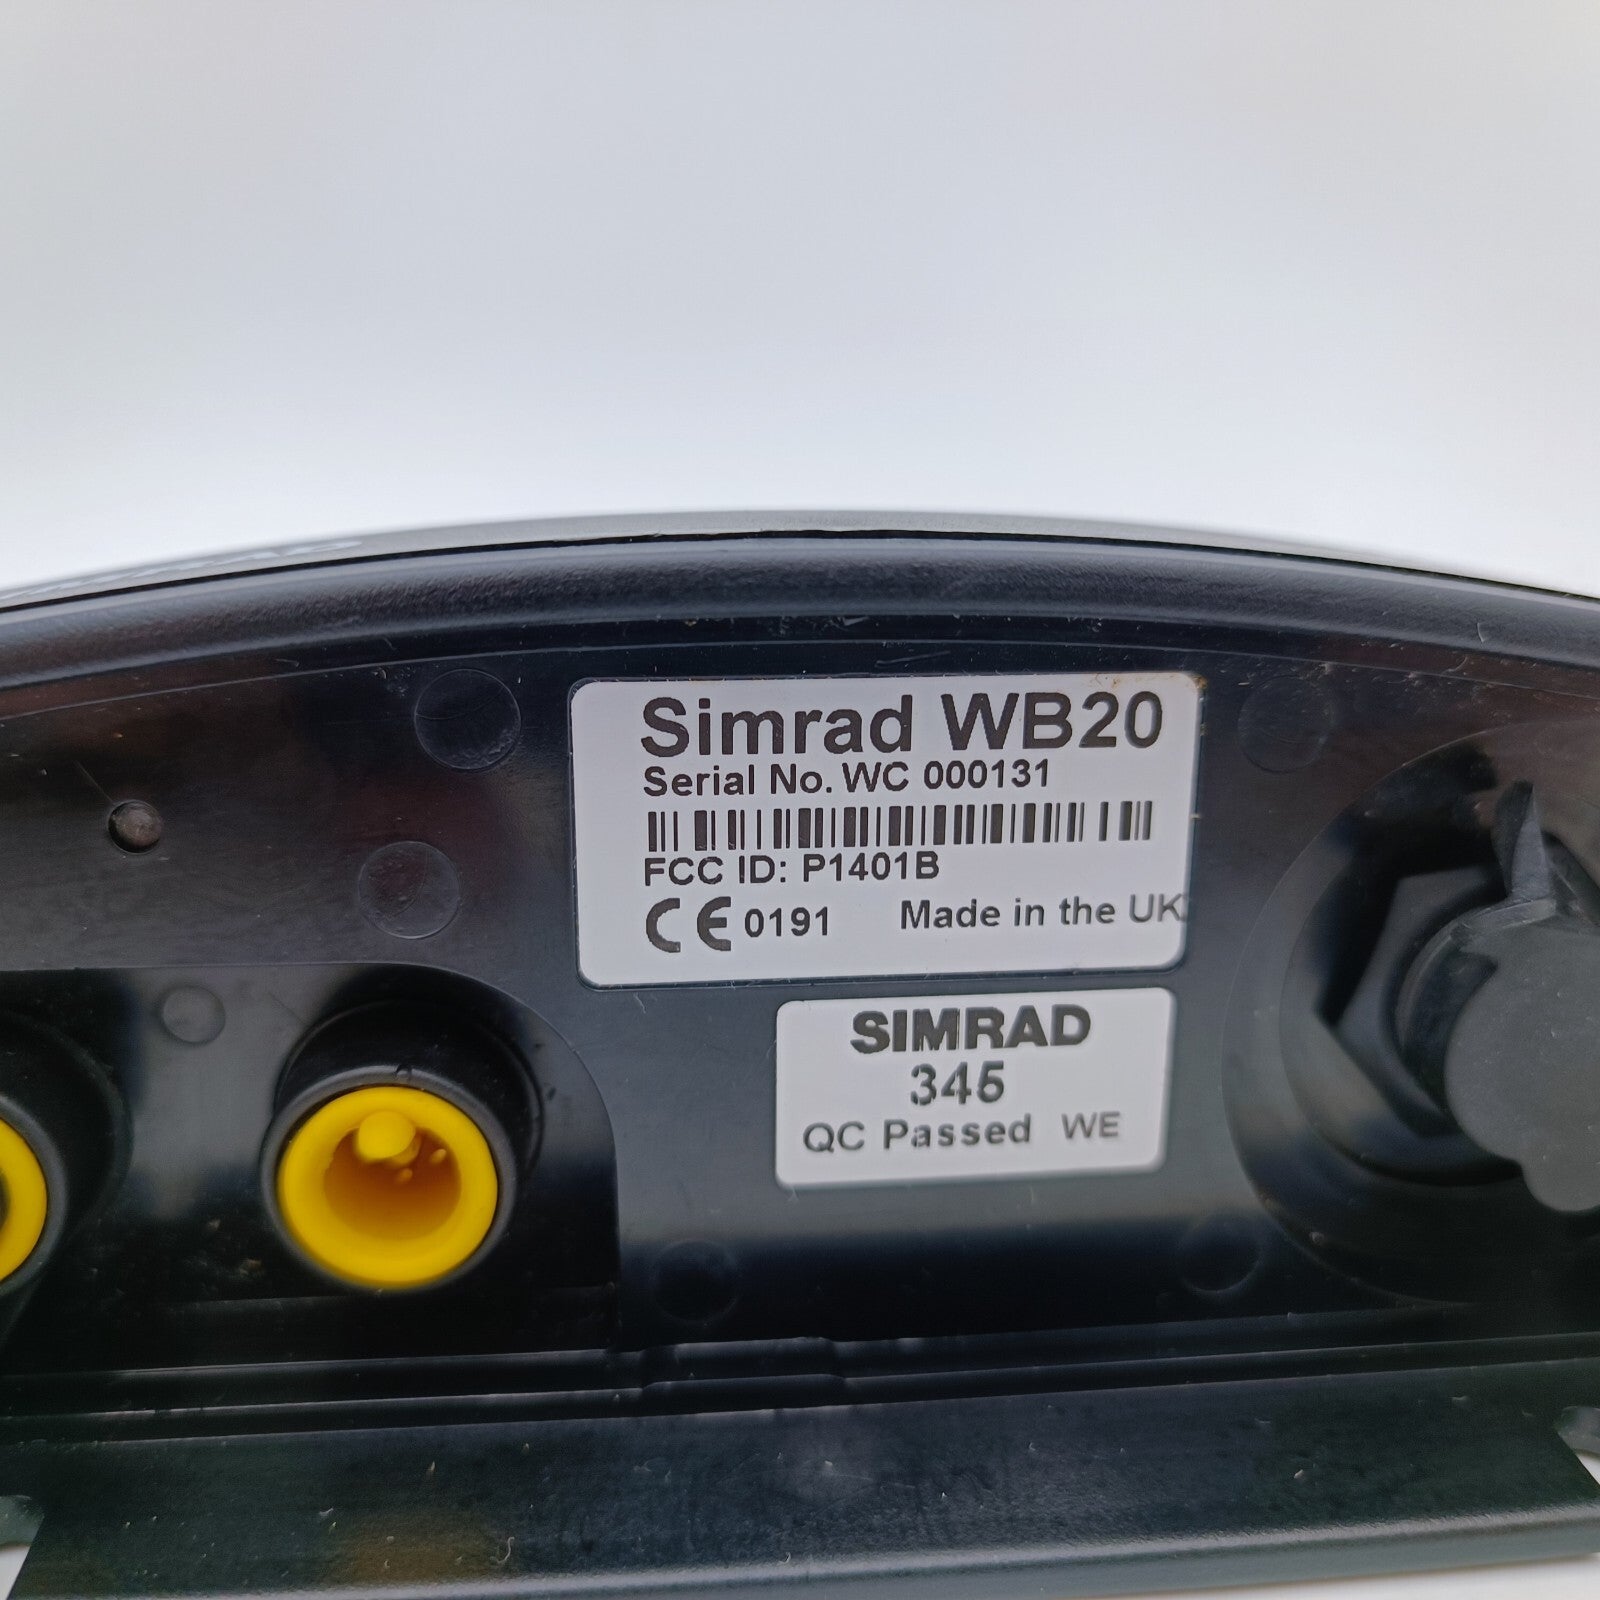 Simrad WB20
Serial No. WC 000131
FCC ID: P1401B
CE 0191 Made in the UK
SIMRAD
345
QC Passed WE